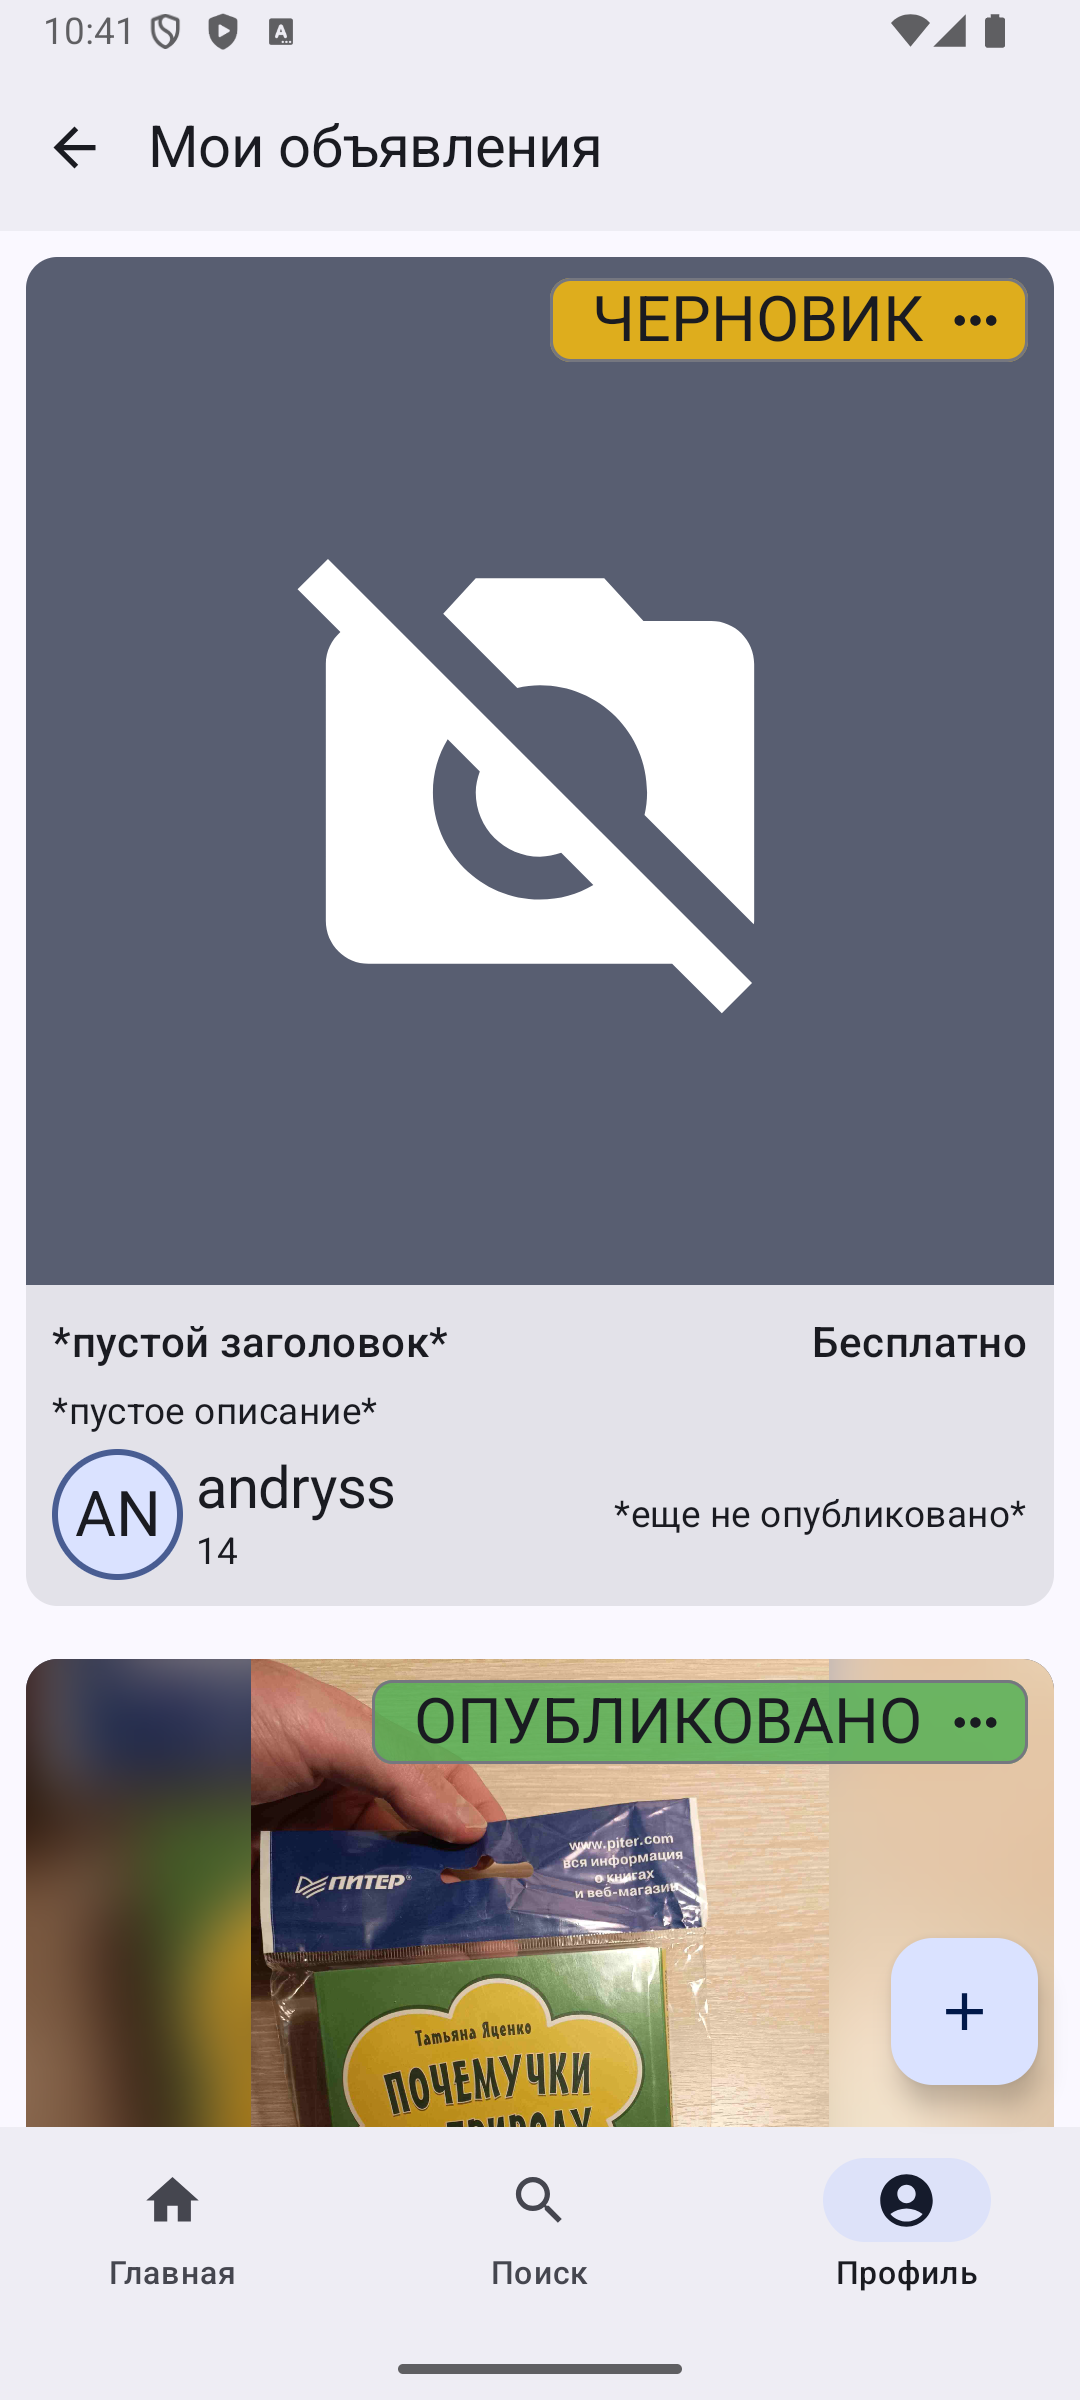 10:41
Мои объявления
ЧЕРНОВИК
*пустой заголовок*
Бесплатно
*пустое описание*
AN
andryss
14
*еще не опубликовано*
ОПУБЛИКОВАНО
www.piter.com
вся информация
о книгах
и веб-магазин
ПИТЕР®
Татьяна Яценко
ПОЧЕМУЧКИ
ПРИРОДУ
Главная
Поиск
Профиль